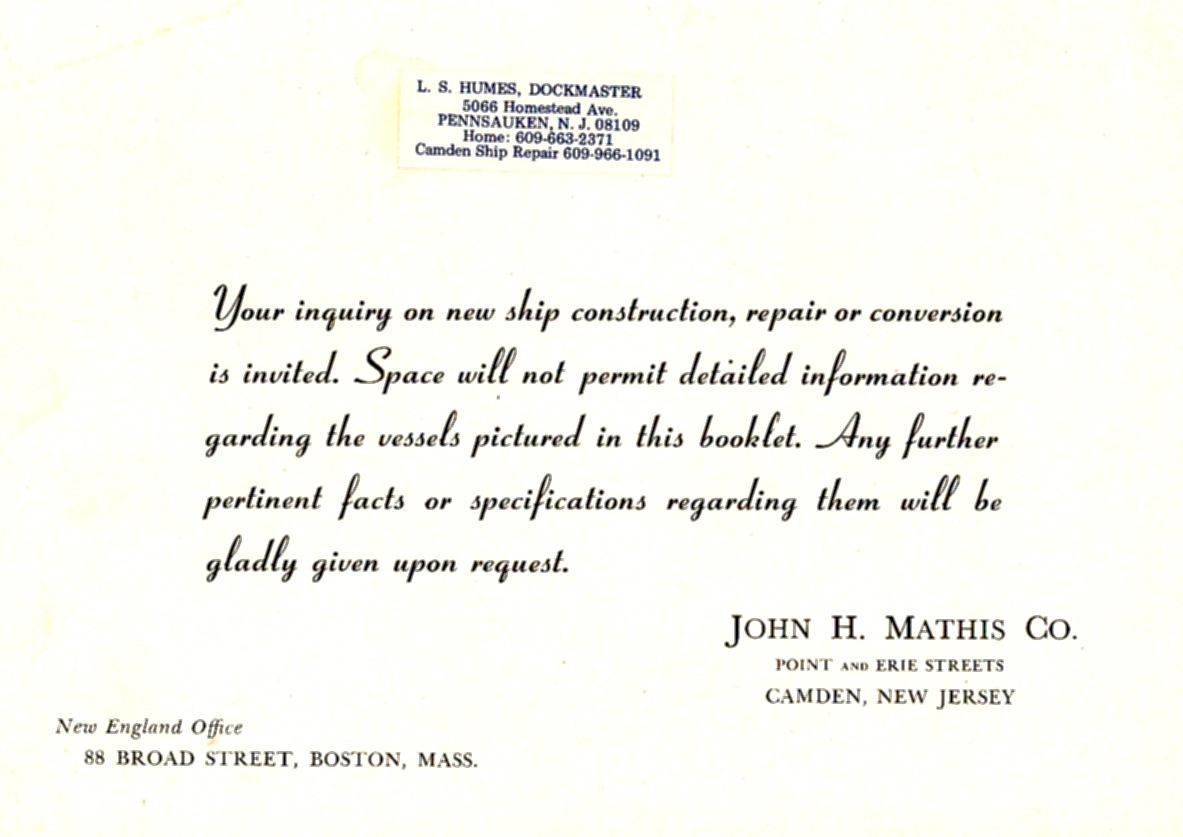 L. S. HUMES, DOCKMASTER
5066 Homestead Ave.
PENNSAUKEN, N. J. 08109
Home: 609-663-2371
Camden Ship Repair 609-966-1091
Your inquiry on new ship construction, repair or conversion
is invited. Space will not permit detailed information re-
garding the vessels pictured in this booklet. Any further
pertinent facts or specifications regarding them will be
gladly given upon request.
JOHN H. MATHIS CO.
POINT AND ERIE STREETS
CAMDEN, NEW JERSEY
New England Office
88 BROAD STREET, BOSTON, MASS.